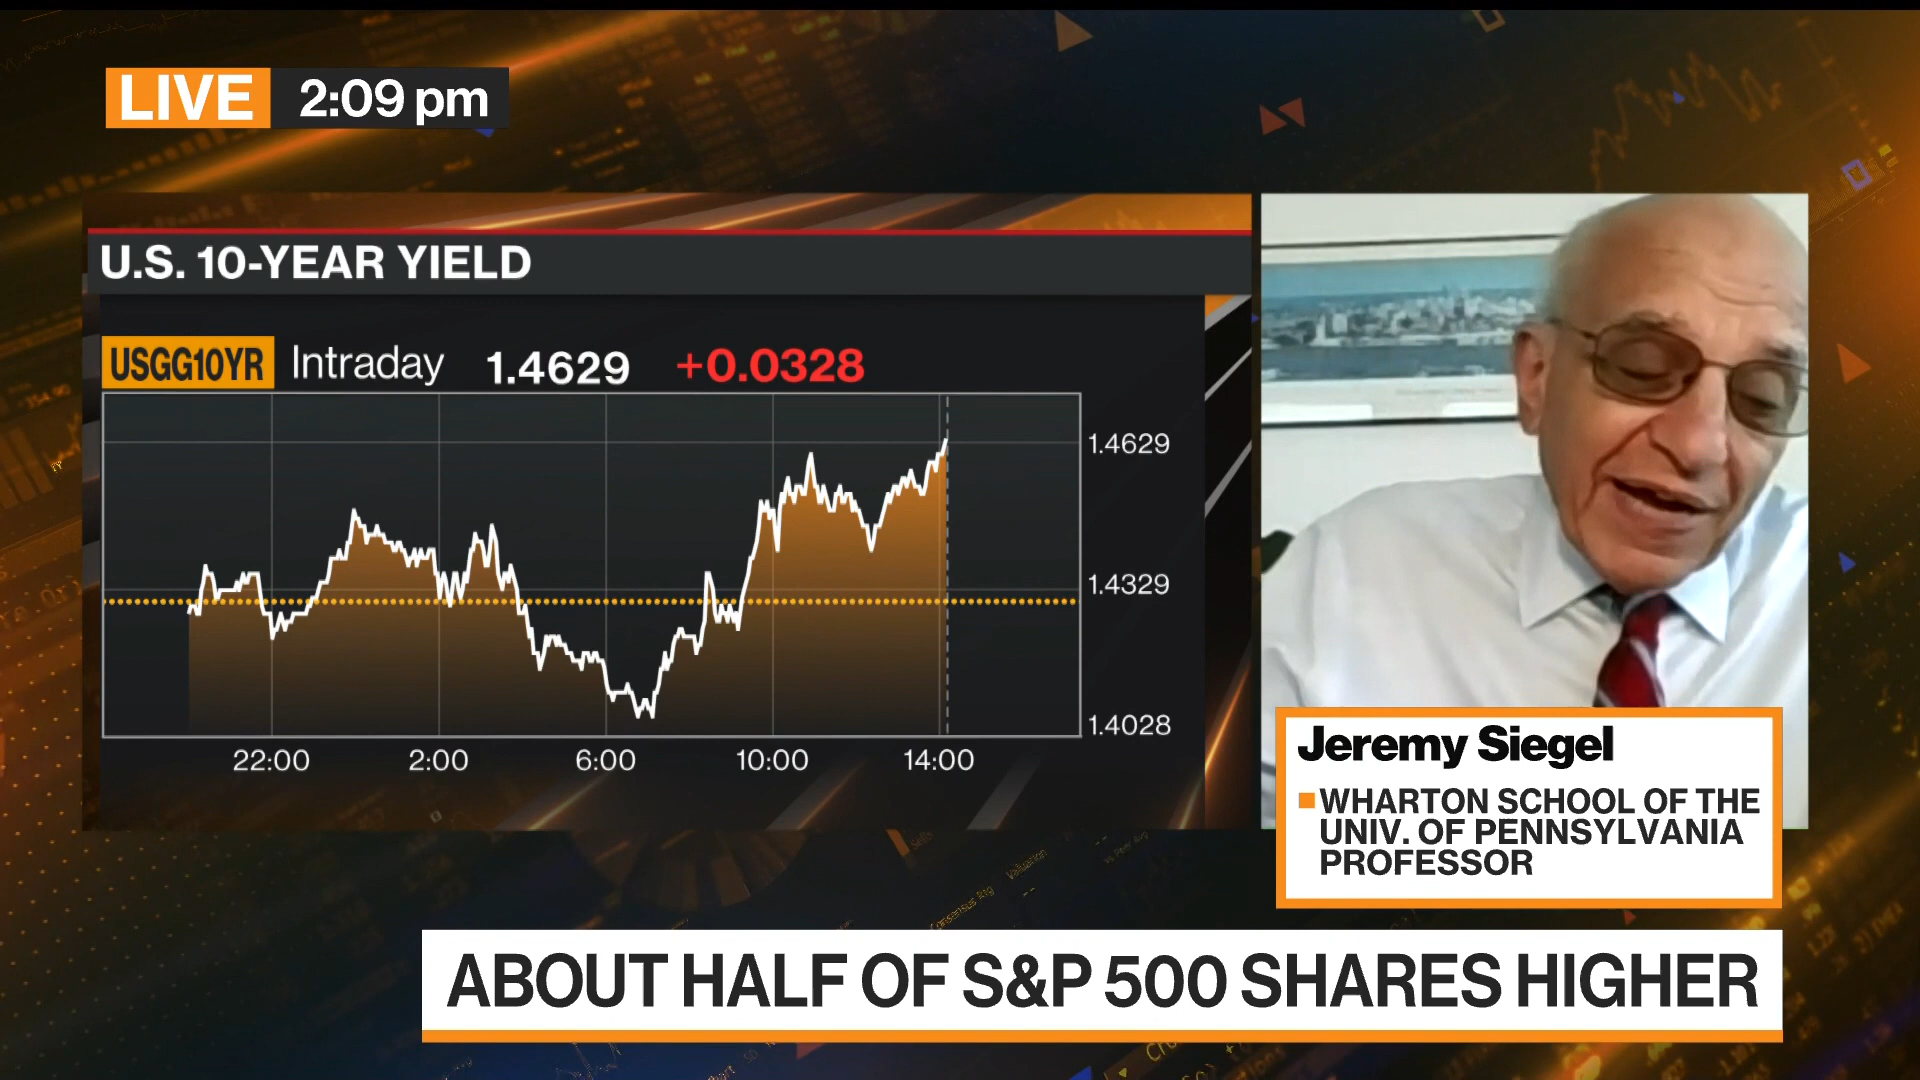 LIVE 2:09 pm
U.S. 10-YEAR YIELD
USGG10YR Intraday 1.4629 +0.0328
1.4629
1.4329
1.4028
22:00 2:00 6:00 10:00 14:00
Jeremy Siegel
WHARTON SCHOOL OF THE
UNIV. OF PENNSYLVANIA
PROFESSOR
ABOUT HALF OF S&P 500 SHARES HIGHER